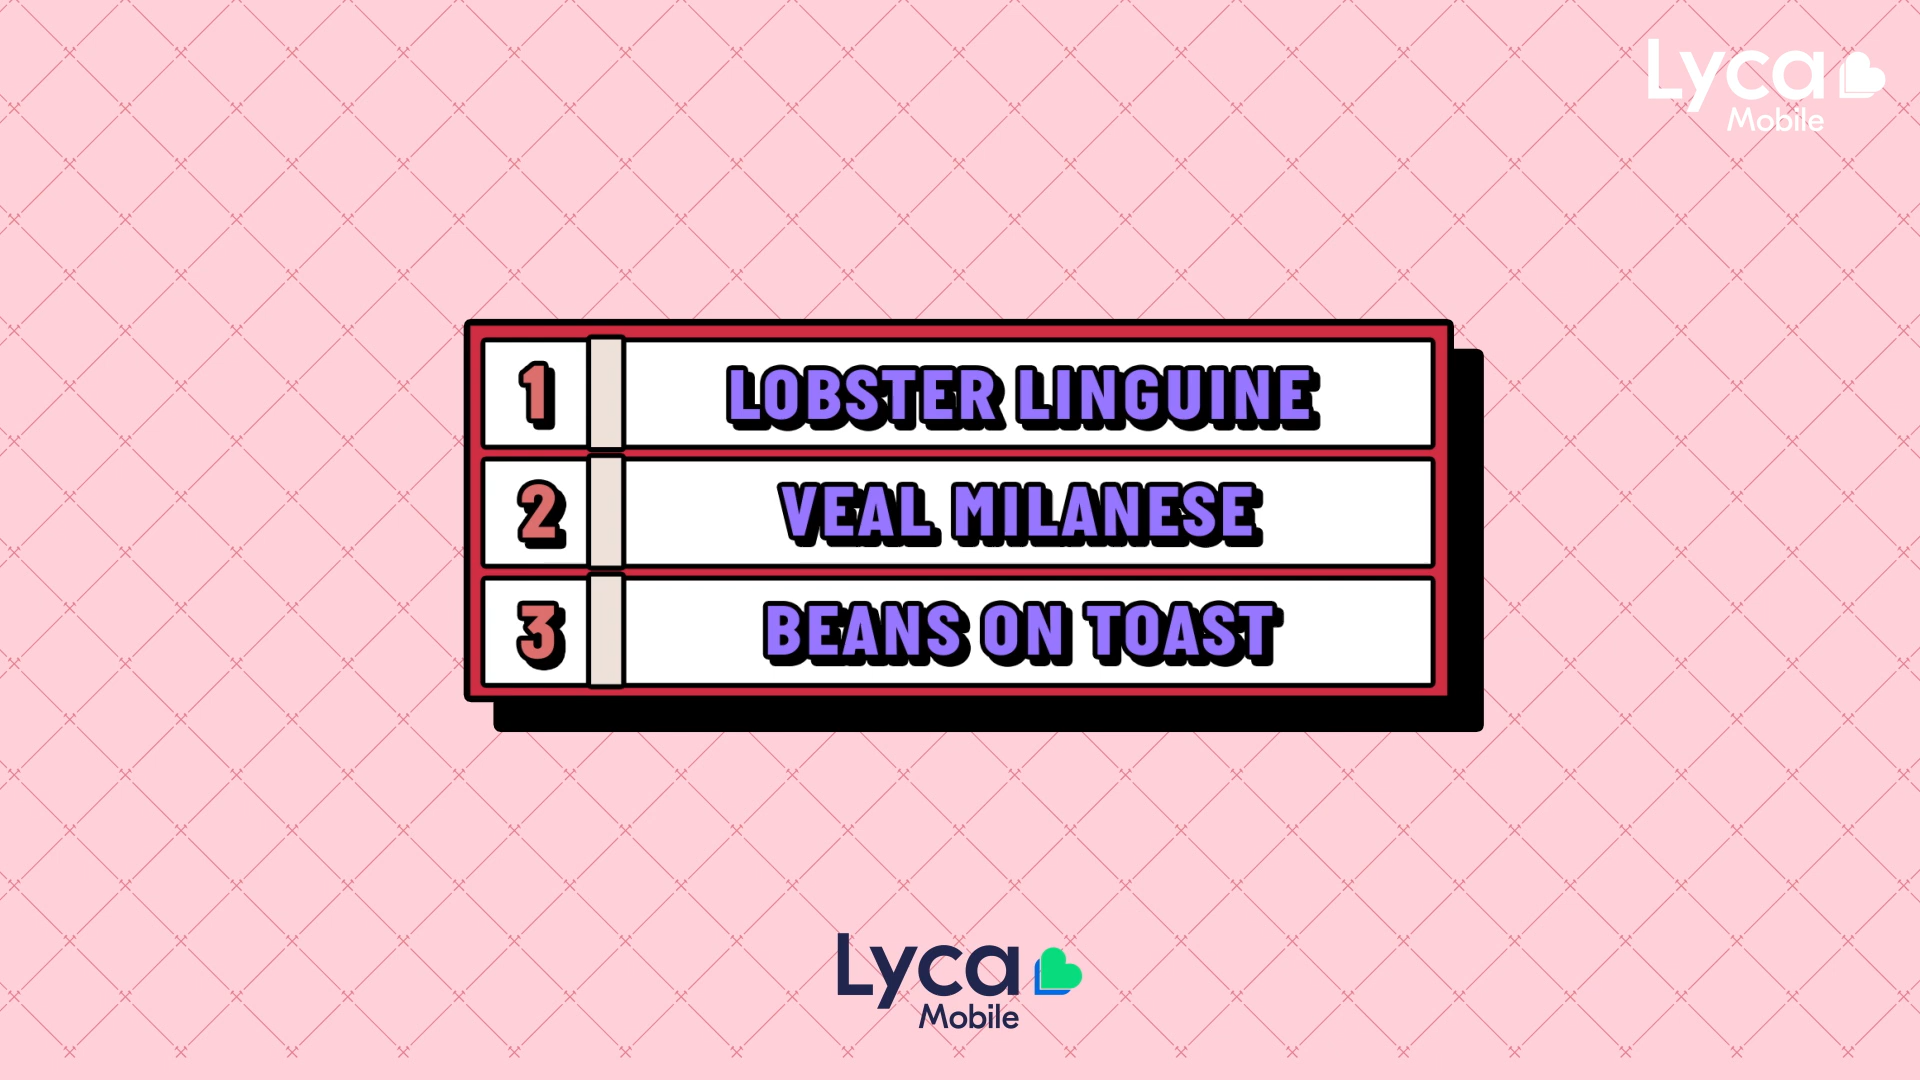 Lyca
Mobile
1 LOBSTER LINGUINE
2 VEAL MILANESE
3 BEANS ON TOAST
Lyca
Mobile